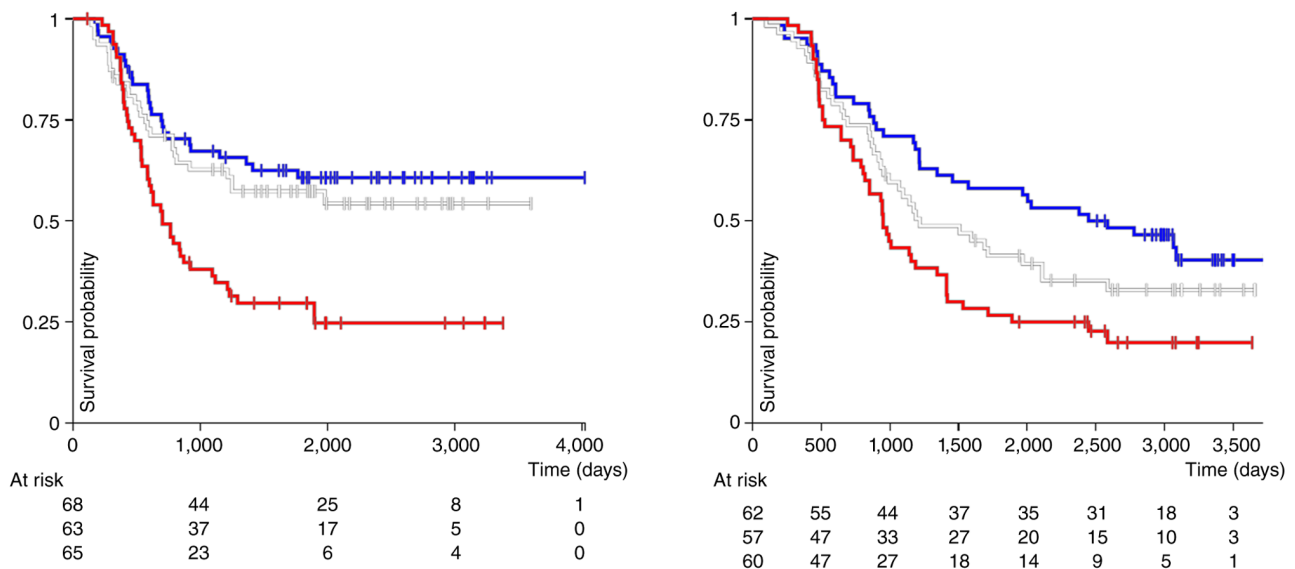 1
0.75
0.5
0.25
0
Survival probability
0 1,000 2,000 3,000 4,000
Time (days)
At risk
68 44 25 8 1
63 37 17 5 0
65 23 6 4 0
1
0.75
0.5
0.25
0
Survival probability
0 500 1,000 1,500 2,000 2,500 3,000 3,500
Time (days)
At risk
62 55 44 37 35 31 18 3
57 47 33 27 20 15 10 3
60 47 27 18 14 9 5 1